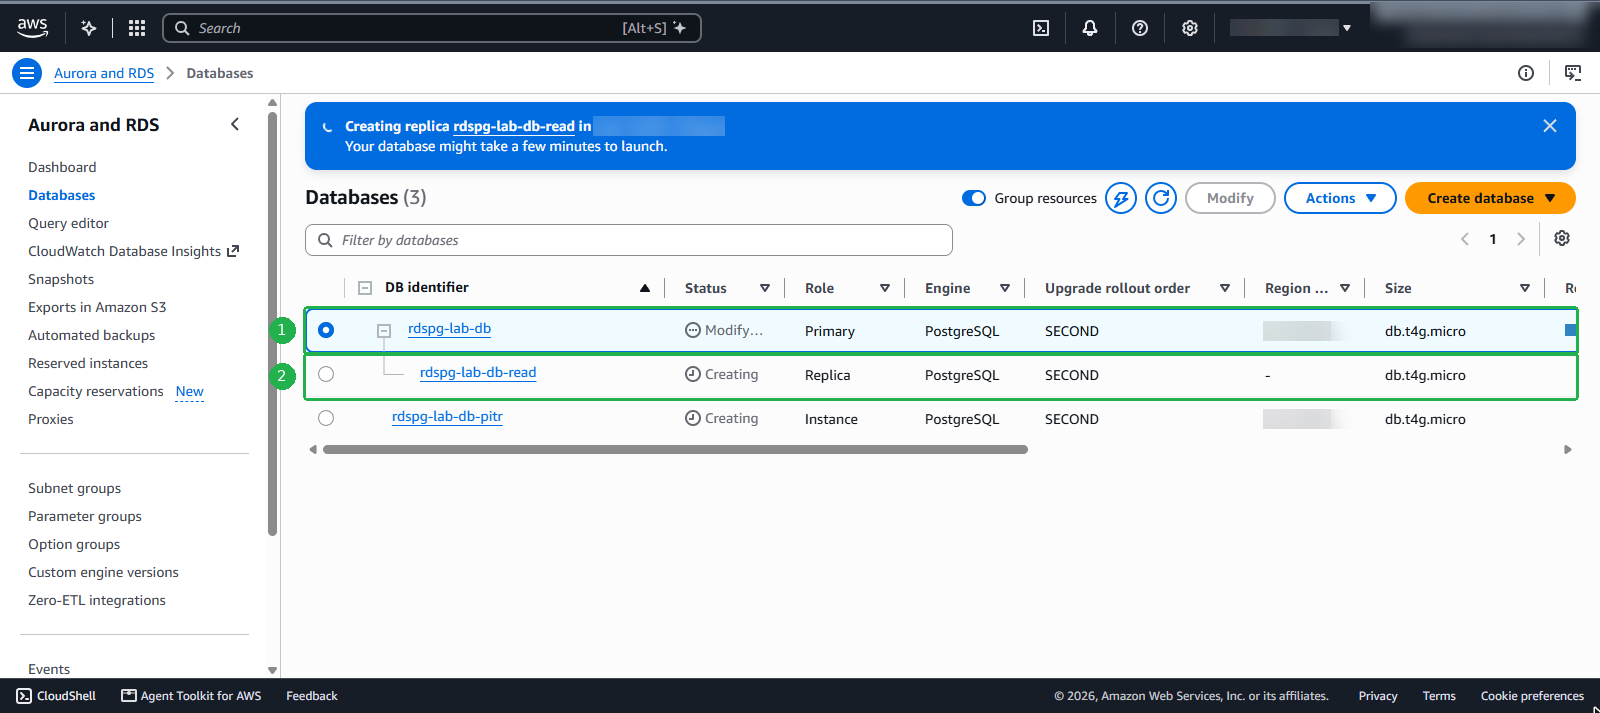 aws Search [Alt+S]
Aurora and RDS > Databases
Aurora and RDS
Dashboard
Databases
Query editor
CloudWatch Database Insights
Snapshots
Exports in Amazon S3
Automated backups
Reserved instances
Capacity reservations New
Proxies
Subnet groups
Parameter groups
Option groups
Custom engine versions
Zero-ETL integrations
Events
Creating replica rdspg-lab-db-read in
Your database might take a few minutes to launch.
Databases (3) Group resources Modify Actions Create database
Filter by databases 1
DB identifier Status Role Engine Upgrade rollout order Region ... Size
1 rdspg-lab-db Modify... Primary PostgreSQL SECOND db.t4g.micro
2 rdspg-lab-db-read Creating Replica PostgreSQL SECOND - db.t4g.micro
rdspg-lab-db-pitr Creating Instance PostgreSQL SECOND db.t4g.micro
CloudShell Agent Toolkit for AWS Feedback © 2026, Amazon Web Services, Inc. or its affiliates. Privacy Terms Cookie preferences